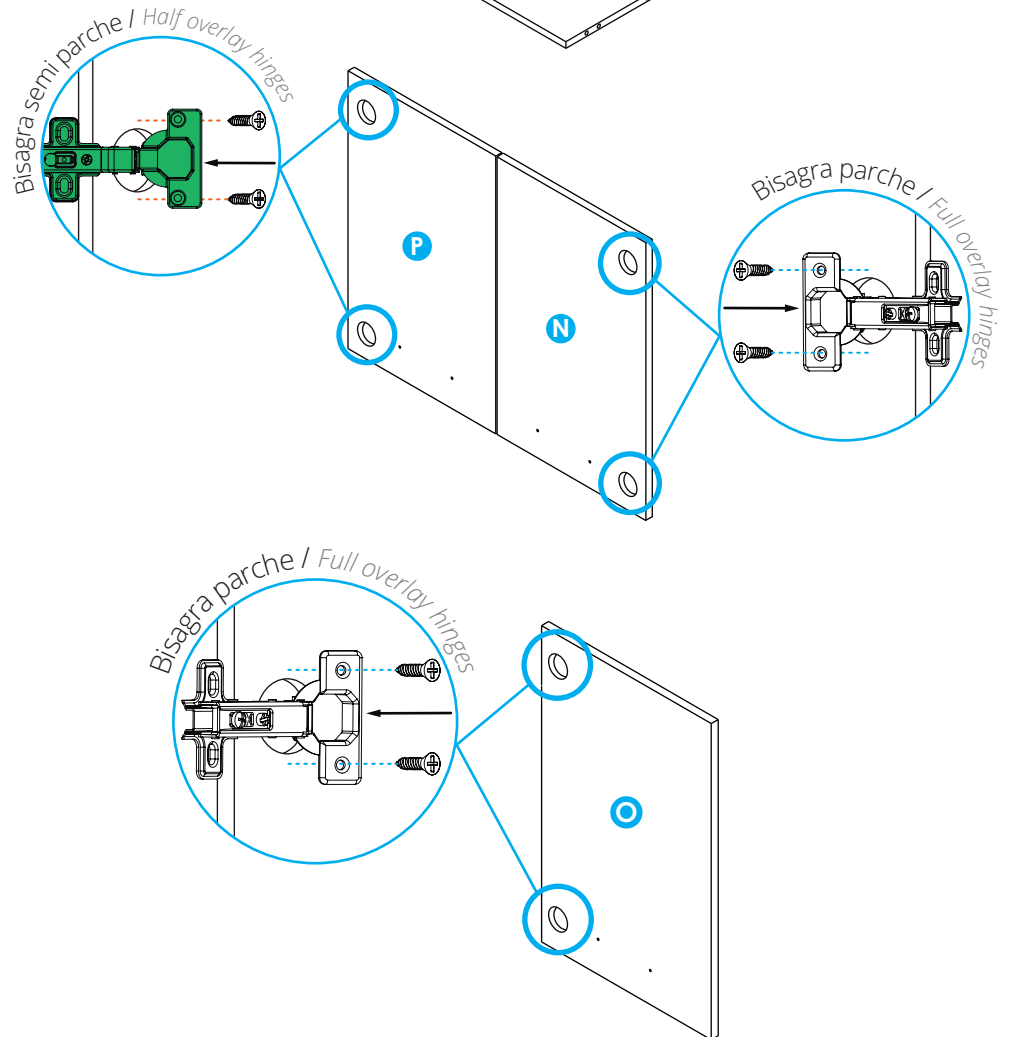 Bisagra semi parche / Half overlay hinges
P
Bisagra parche / Full overlay hinges
N
Bisagra parche / Full overlay hinges
O